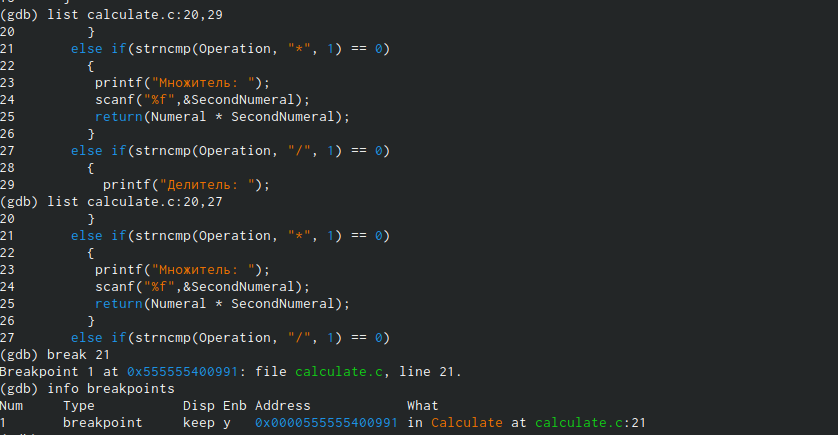 (gdb) list calculate.c:20,29
20 }
21 else if(strncmp(Operation, "*", 1) == 0)
22 {
23 printf("Множитель: ");
24 scanf("%f",&SecondNumeral);
25 return(Numeral * SecondNumeral);
26 }
27 else if(strncmp(Operation, "/", 1) == 0)
28 {
29 printf("Делитель: ");
(gdb) list calculate.c:20,27
20 }
21 else if(strncmp(Operation, "*", 1) == 0)
22 {
23 printf("Множитель: ");
24 scanf("%f",&SecondNumeral);
25 return(Numeral * SecondNumeral);
26 }
27 else if(strncmp(Operation, "/", 1) == 0)
(gdb) break 21
Breakpoint 1 at 0x555555400991: file calculate.c, line 21.
(gdb) info breakpoints
Num Type Disp Enb Address What
1 breakpoint keep y 0x0000555555400991 in Calculate at calculate.c:21